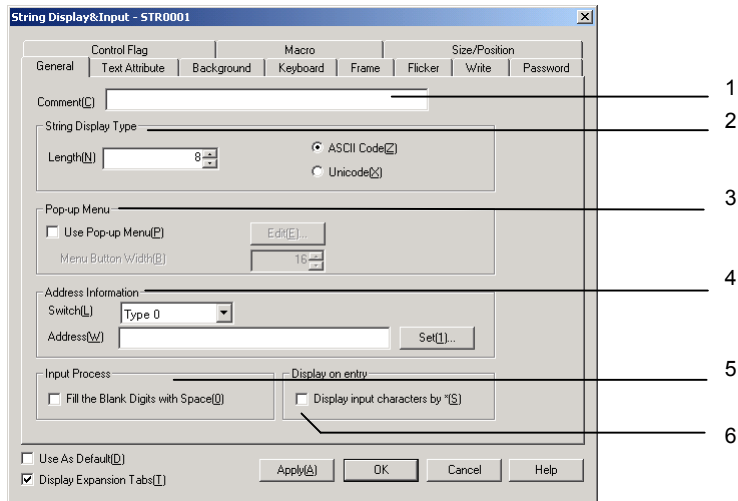 String Display&Input - STR0001
Control Flag Macro Size/Position
General Text Attribute Background Keyboard Frame Flicker Write Password
Comment(C) 1
String Display Type 2
Length(N) 8 ASCII Code(Z)
Unicode(X)
Pop-up Menu 3
Use Pop-up Menu(P) Edit(E)...
Menu Button Width(B) 16
Address Information 4
Switch(L) Type 0
Address(W) Set(1)...
Input Process Display on entry 5
Fill the Blank Digits with Space(0) Display input characters by *(S)
6
Use As Default(D)
Display Expansion Tabs(T) Apply(A) OK Cancel Help